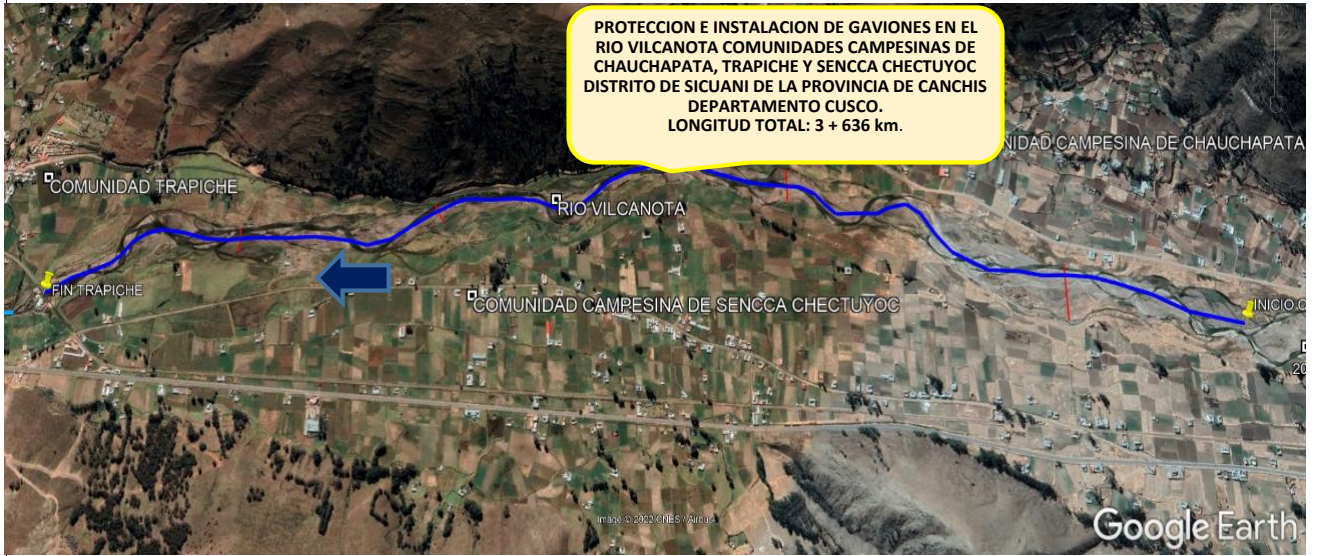 PROTECCION E INSTALACION DE GAVIONES EN EL
RIO VILCANOTA COMUNIDADES CAMPESINAS DE
CHAUCHAPATA, TRAPICHE Y SENCCA CHECTUYOC
DISTRITO DE SICUANI DE LA PROVINCIA DE CANCHIS
DEPARTAMENTO CUSCO.
LONGITUD TOTAL: 3 + 636 km.
NIDAD CAMPESINA DE CHAUCHAPATA
COMUNIDAD TRAPICHE
RIO VILCANOTA
FIN TRAPICHE
COMUNIDAD CAMPESINA DE SENCCA CHECTUYOC
INICIO.C
20
Image © 2022 CNES / Airbus
Google Earth